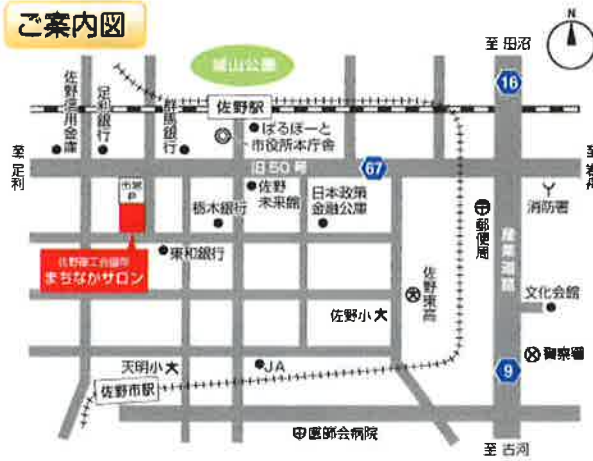 ご案内図
N
至 田沼
城山公園
16
佐野信用金庫
足利銀行
群馬銀行
佐野駅
ぱるぽーと
市役所本庁舎
至 足利
旧50号
67
佐野
未来館
栃木銀行
日本政策
金融公庫
消防署
郵便局
産業道路
佐野商工会議所
まちなかサロン
東和銀行
佐野東高
文化会館
佐野小
天明小
JA
佐野市駅
警察署
9
医師会病院
至 古河